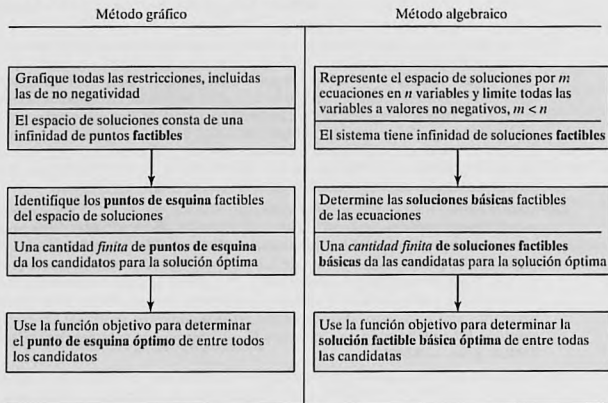 Método gráfico
Grafique todas las restricciones, incluidas
las de no negatividad
El espacio de soluciones consta de una
infinidad de puntos factibles
Identifique los puntos de esquina factibles
del espacio de soluciones
Una cantidad finita de puntos de esquina
da los candidatos para la solución óptima
Use la función objetivo para determinar
el punto de esquina óptimo de entre todos
los candidatos
Método algebraico
Represente el espacio de soluciones por m
ecuaciones en n variables y limite todas las
variables a valores no negativos, m < n
El sistema tiene infinidad de soluciones factibles
Determine las soluciones básicas factibles
de las ecuaciones
Una cantidad finita de soluciones factibles
básicas da las candidatas para la solución óptima
Use la función objetivo para determinar la
solución factible básica óptima de entre todas
las candidatas